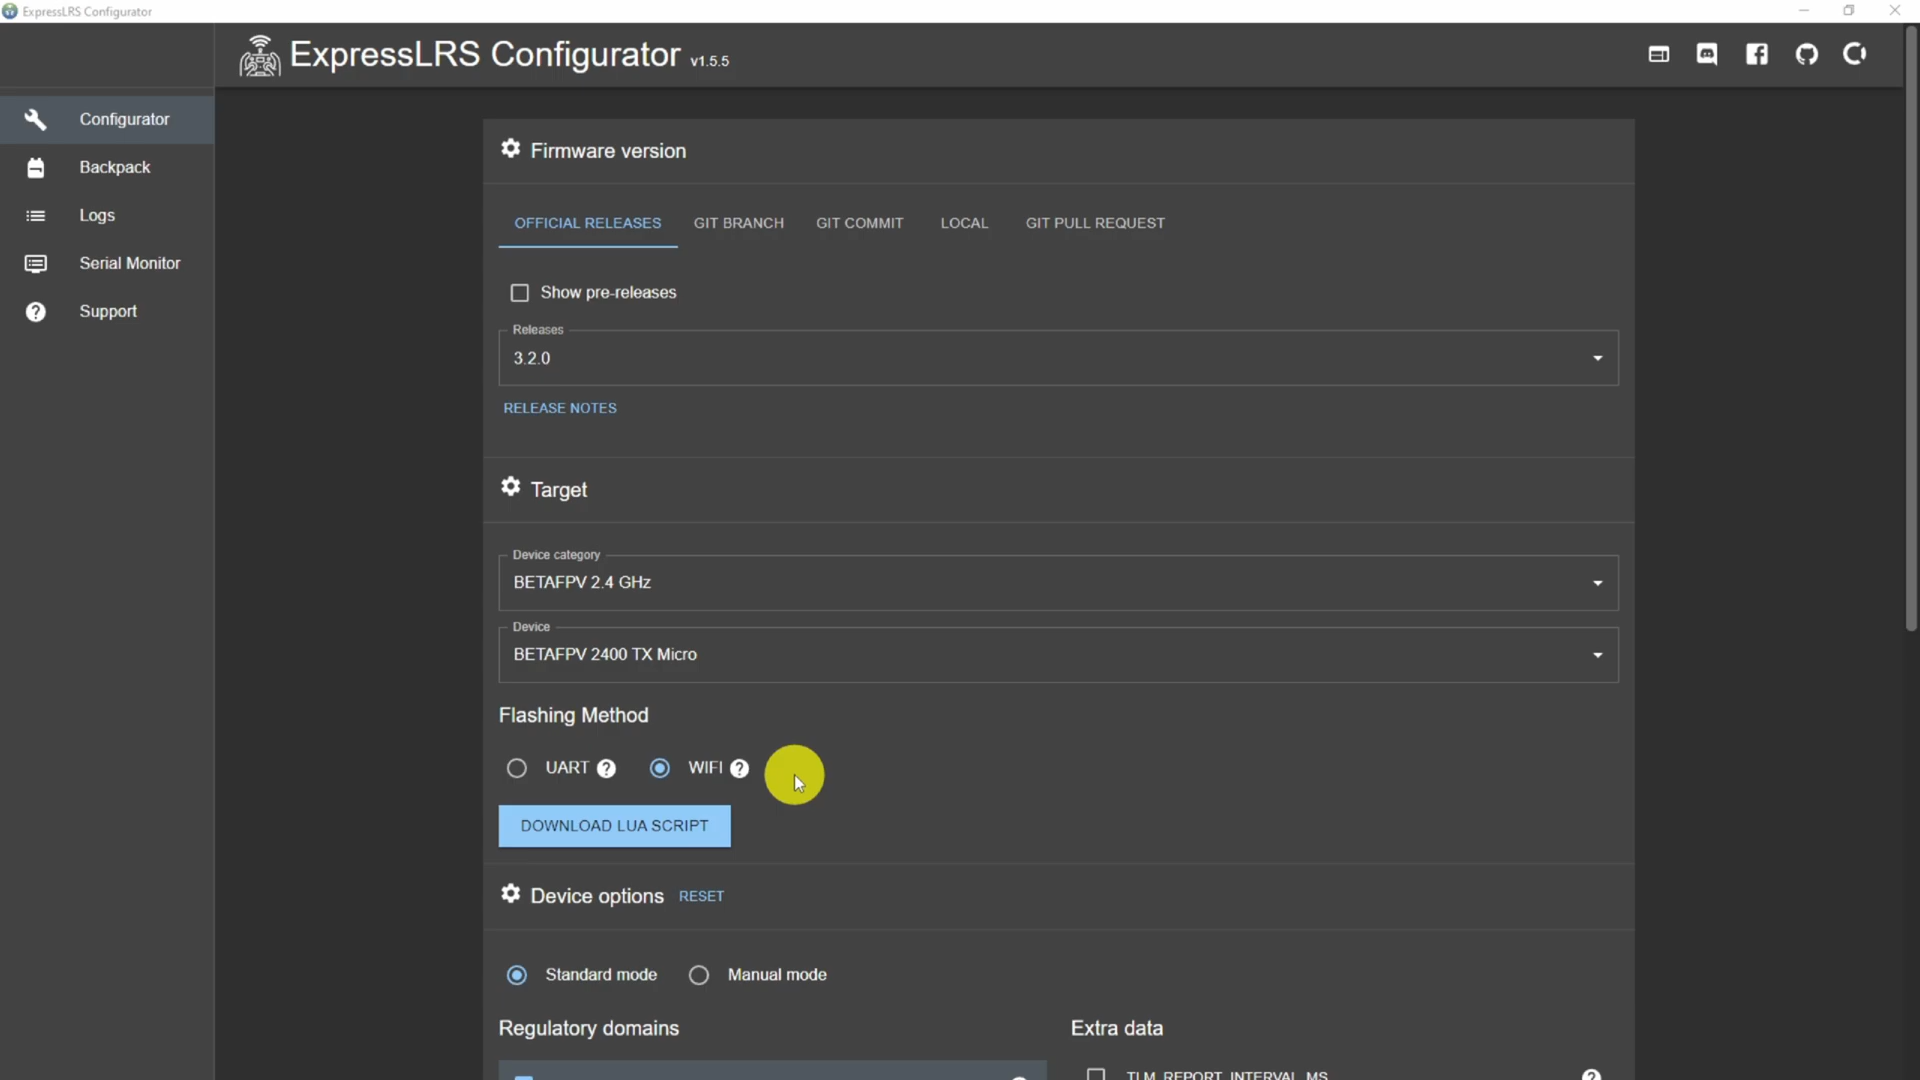 ExpressLRS Configurator
ExpressLRS Configurator v1.5.5
Configurator
Backpack
Logs
Serial Monitor
Support
Firmware version
OFFICIAL RELEASES
GIT BRANCH
GIT COMMIT
LOCAL
GIT PULL REQUEST
Show pre-releases
Releases
3.2.0
RELEASE NOTES
Target
Device category
BETAFPV 2.4 GHz
Device
BETAFPV 2400 TX Micro
Flashing Method
UART
WIFI
DOWNLOAD LUA SCRIPT
Device options RESET
Standard mode
Manual mode
Regulatory domains
Extra data
TLM_REPORT_INTERVAL_MS